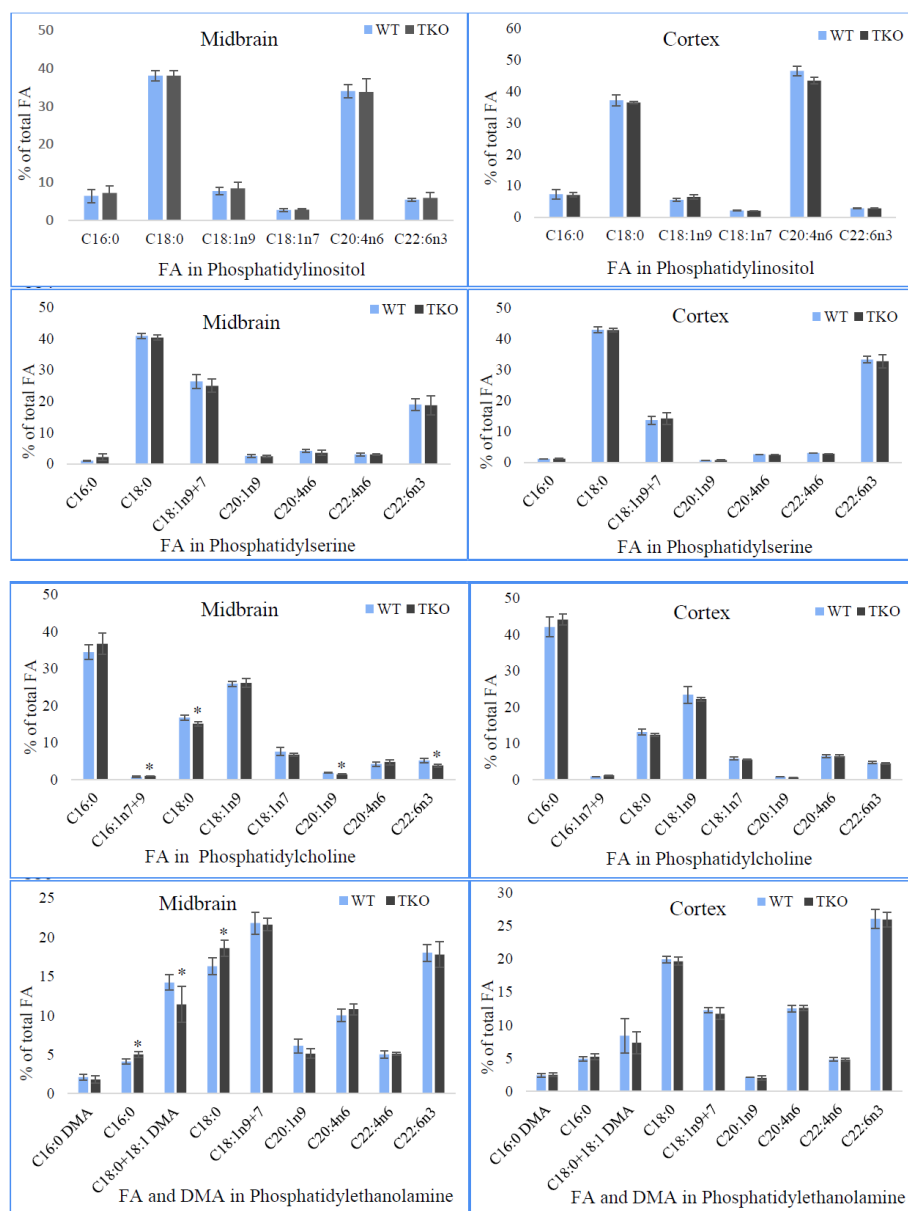 Midbrain
WT TKO
50
40
30
20
10
0
% of total FA
C16:0 C18:0 C18:1n9 C18:1n7 C20:4n6 C22:6n3
FA in Phosphatidylinositol
Cortex
WT TKO
60
50
40
30
20
10
0
% of total FA
C16:0 C18:0 C18:1n9 C18:1n7 C20:4n6 C22:6n3
FA in Phosphatidylinositol
Midbrain
WT TKO
50
40
30
20
10
0
% of total FA
C16:0 C18:0 C18:1n9+7 C20:1n9 C20:4n6 C22:4n6 C22:6n3
FA in Phosphatidylserine
Cortex
WT TKO
50
40
30
20
10
0
% of total FA
C16:0 C18:0 C18:1n9+7 C20:1n9 C20:4n6 C22:4n6 C22:6n3
FA in Phosphatidylserine
Midbrain
WT TKO
50
40
30
20
10
0
% of total FA
* * * *
C16:0 C16:1n7+9 C18:0 C18:1n9 C18:1n7 C20:1n9 C20:4n6 C22:6n3
FA in Phosphatidylcholine
Cortex
WT TKO
50
40
30
20
10
0
% of total FA
C16:0 C16:1n7+9 C18:0 C18:1n9 C18:1n7 C20:1n9 C20:4n6 C22:6n3
FA in Phosphatidylcholine
Midbrain
WT TKO
25
20
15
10
5
0
% of total FA
* * *
C16:0 DMA C16:0 C18:0+18:1 DMA C18:0 C18:1n9+7 C20:1n9 C20:4n6 C22:4n6 C22:6n3
FA and DMA in Phosphatidylethanolamine
Cortex
WT TKO
30
25
20
15
10
5
0
% of total FA
C16:0 DMA C16:0 C18:0+18:1 DMA C18:0 C18:1n9+7 C20:1n9 C20:4n6 C22:4n6 C22:6n3
FA and DMA in Phosphatidylethanolamine